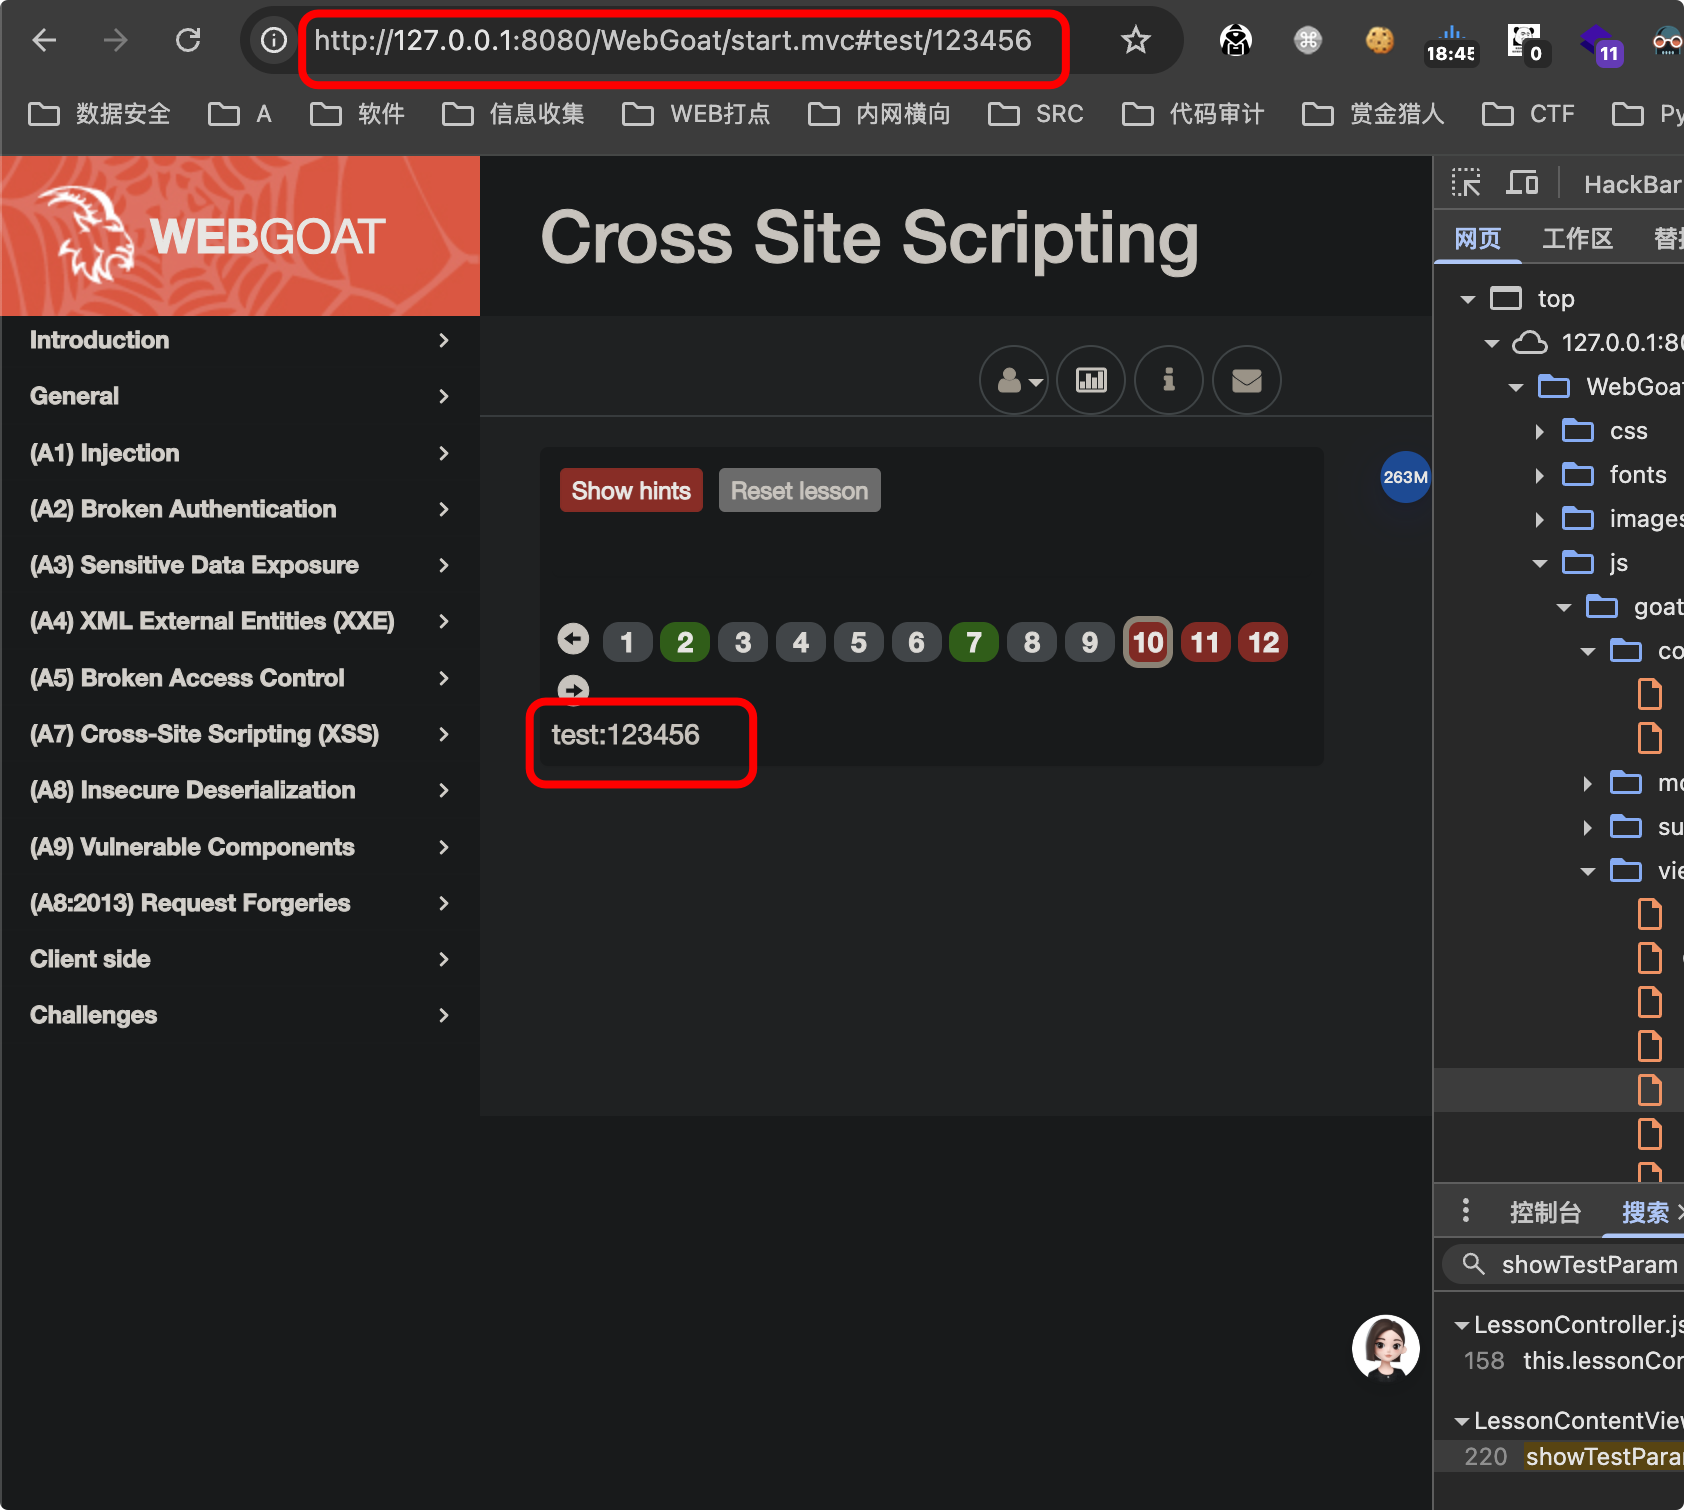 http://127.0.0.1:8080/WebGoat/start.mvc#test/123456
18:45
0
11
数据安全
A
软件
信息收集
WEB打点
内网横向
SRC
代码审计
赏金猎人
CTF
Py
WEBGOAT
Cross Site Scripting
Introduction
General
(A1) Injection
(A2) Broken Authentication
(A3) Sensitive Data Exposure
(A4) XML External Entities (XXE)
(A5) Broken Access Control
(A7) Cross-Site Scripting (XSS)
(A8) Insecure Deserialization
(A9) Vulnerable Components
(A8:2013) Request Forgeries
Client side
Challenges
Show hints
Reset lesson
263M
1 2 3 4 5 6 7 8 9 10 11 12
test:123456
HackBar
网页
工作区
top
127.0.0.1:80
WebGoat
css
fonts
images
js
goat
co
mo
su
vie
控制台
搜索
showTestParam
LessonController.js
158 this.lessonCon
LessonContentView
220 showTestParam